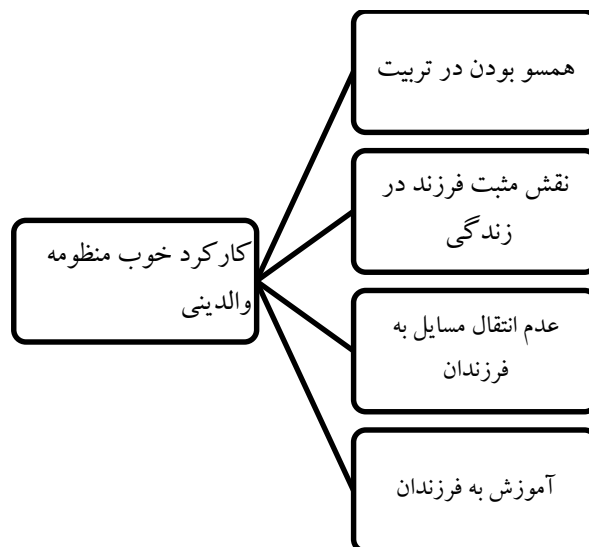 همسو بودن در تربیت
نقش مثبت فرزند در
زندگی
کارکرد خوب منظومه
والدینی
عدم انتقال مسایل به
فرزندان
آموزش به فرزندان